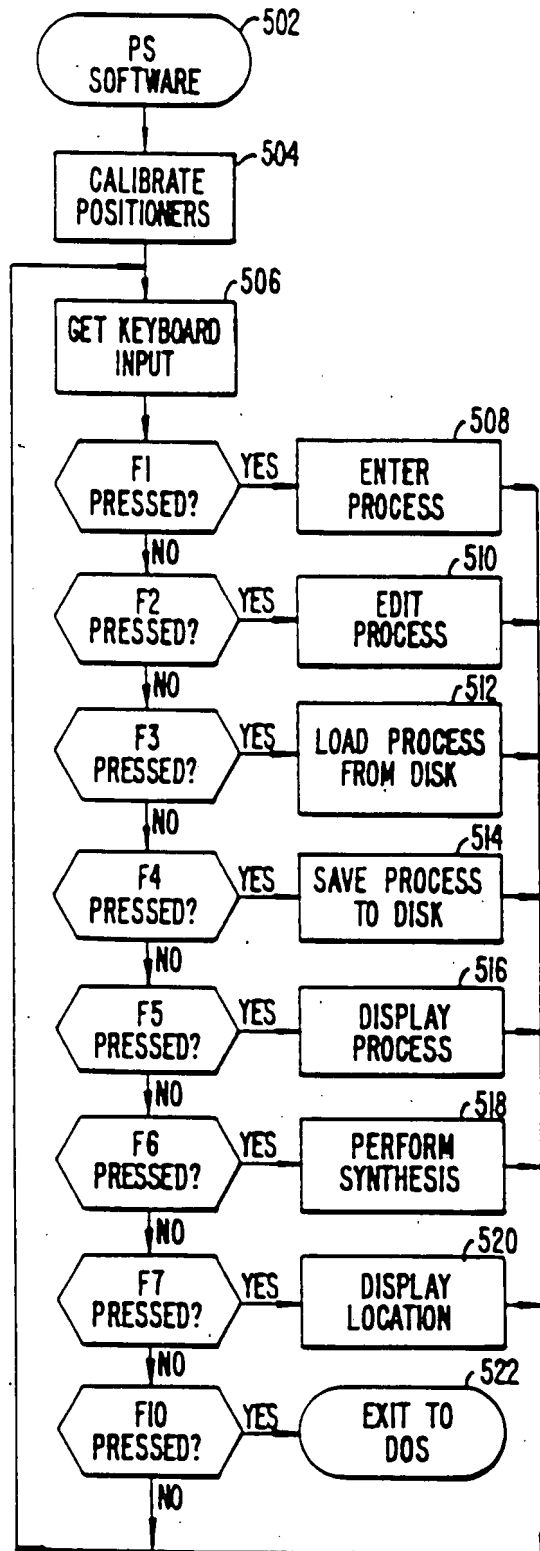 502
PS
SOFTWARE
504
CALIBRATE
POSITIONERS
506
GET KEYBOARD
INPUT
508
F1
PRESSED?
YES
ENTER
PROCESS
NO
510
F2
PRESSED?
YES
EDIT
PROCESS
NO
512
F3
PRESSED?
YES
LOAD PROCESS
FROM DISK
NO
514
F4
PRESSED?
YES
SAVE PROCESS
TO DISK
NO
516
F5
PRESSED?
YES
DISPLAY
PROCESS
NO
518
F6
PRESSED?
YES
PERFORM
SYNTHESIS
NO
520
F7
PRESSED?
YES
DISPLAY
LOCATION
NO
522
F10
PRESSED?
YES
EXIT TO
DOS
NO